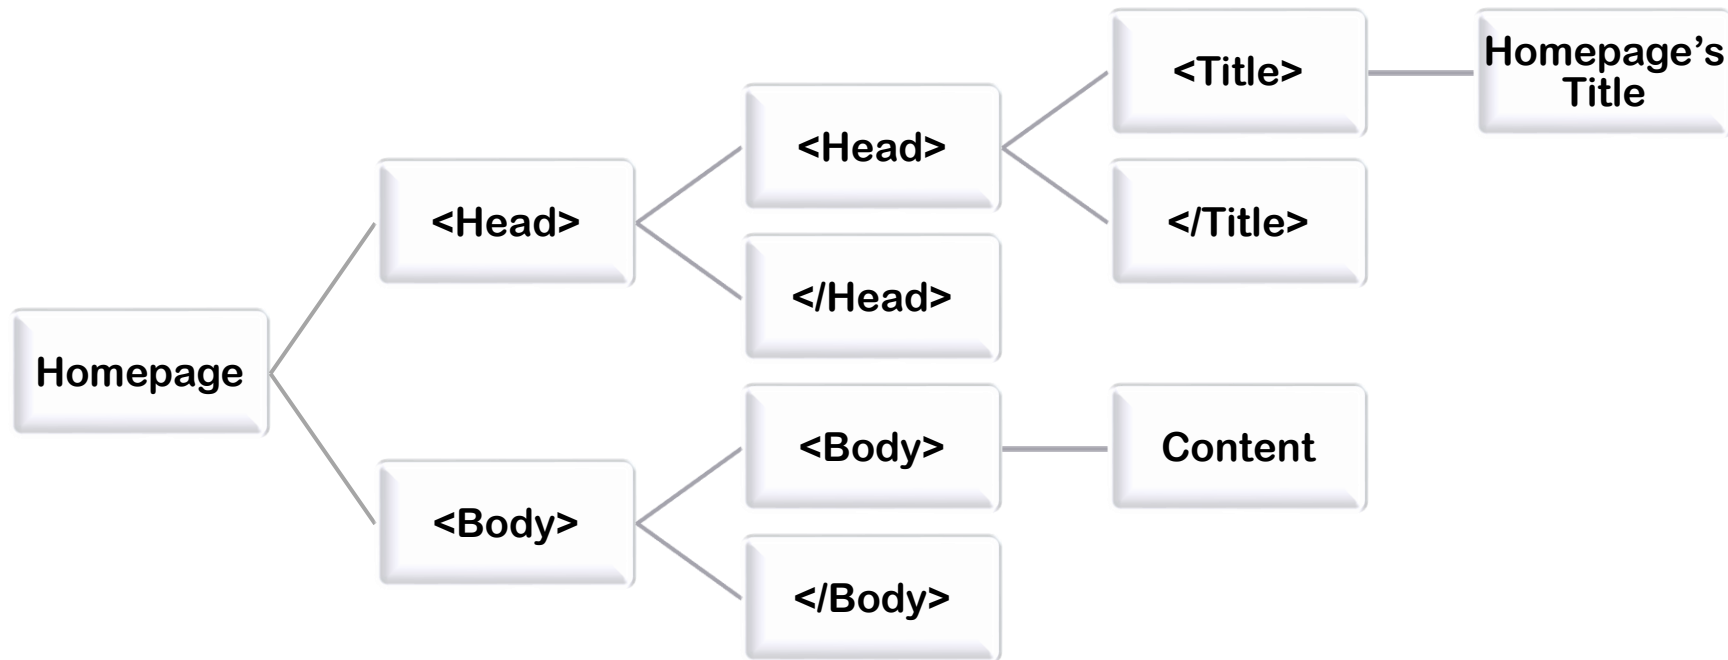 Homepage
<Head>
<Head>
<Title>
Homepage’s
Title
</Title>
</Head>
<Body>
<Body>
Content
</Body>